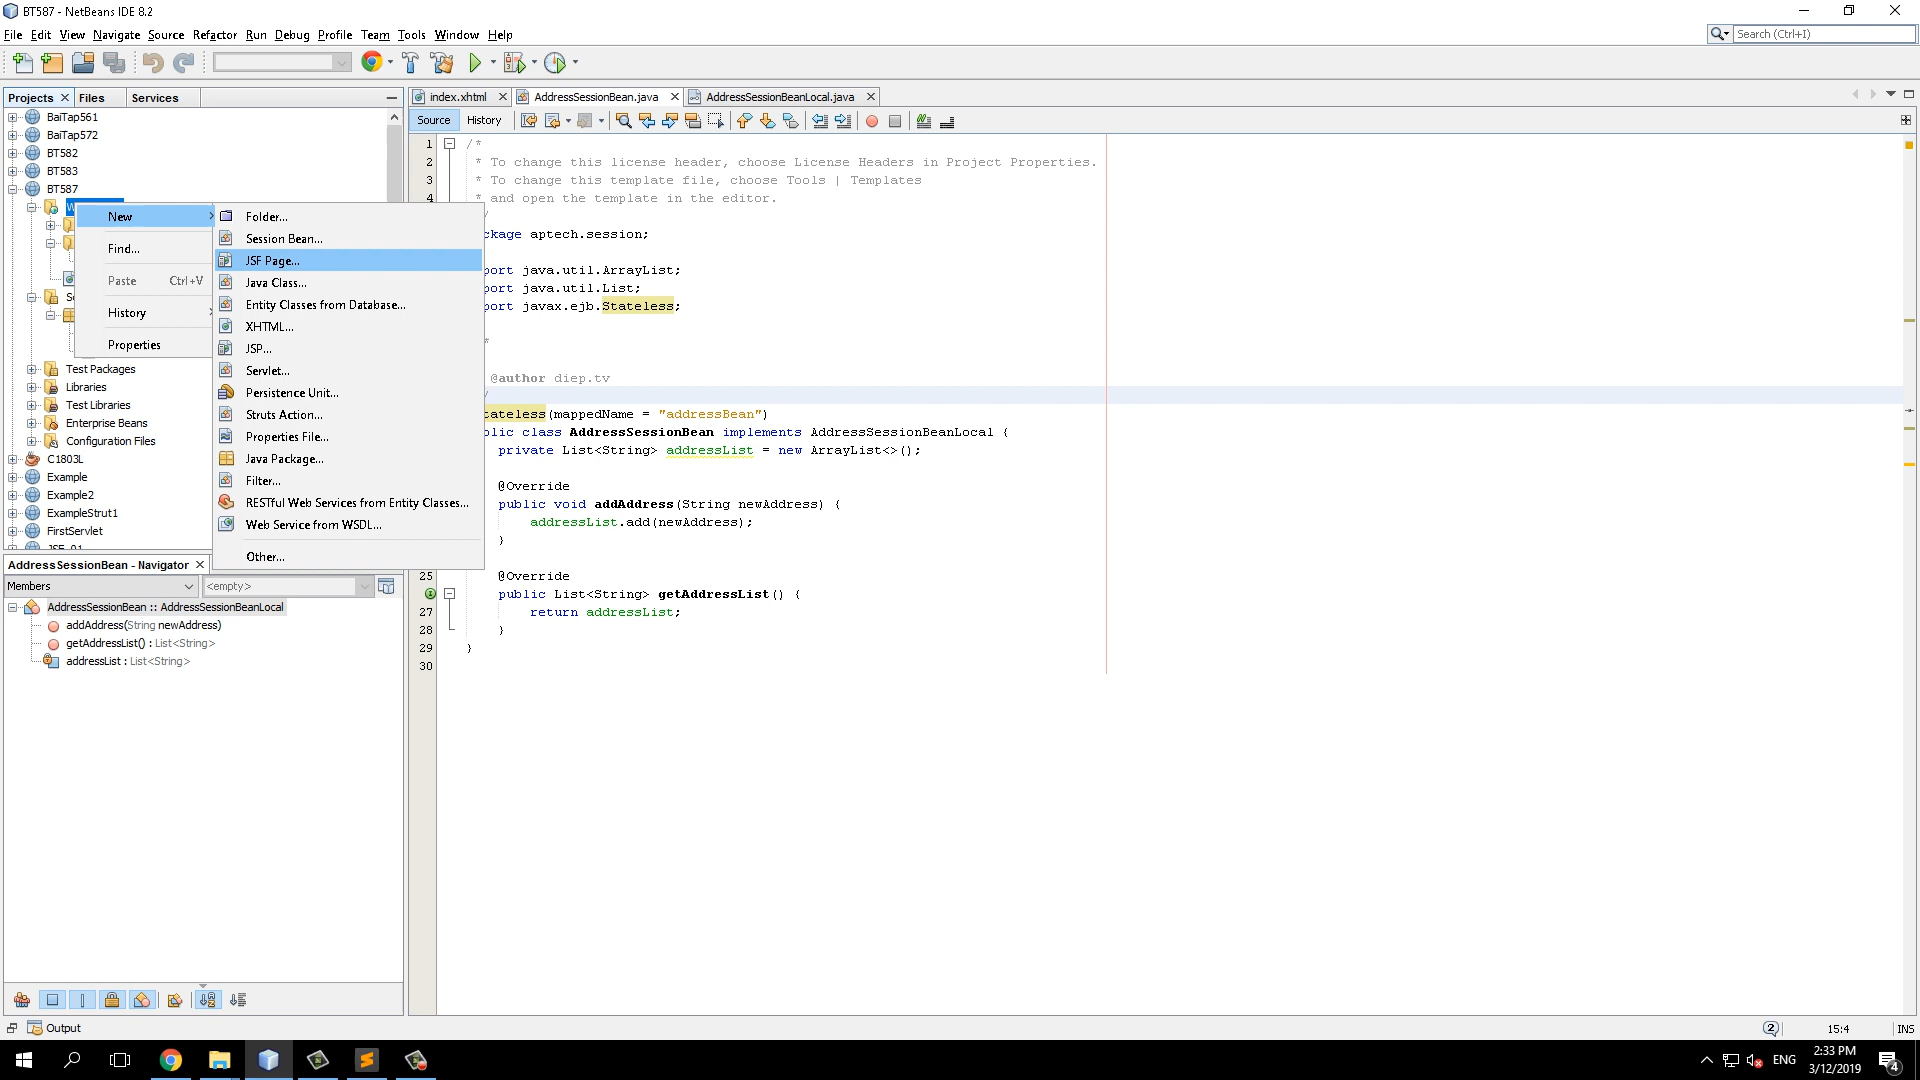 BT587 - NetBeans IDE 8.2
File Edit View Navigate Source Refactor Run Debug Profile Team Tools Window Help
Search (Ctrl+I)
Projects Files Services
index.xhtml AddressSessionBean.java AddressSessionBeanLocal.java
Source History
BaiTap561
BaiTap572
BT582
BT583
BT587
New
Find...
Paste Ctrl+V
History
Properties
Folder...
Session Bean...
JSF Page...
Java Class...
Entity Classes from Database...
XHTML...
JSP...
Servlet...
Persistence Unit...
Struts Action...
Properties File...
Java Package...
Filter...
RESTful Web Services from Entity Classes...
Web Service from WSDL...
Other...
Test Packages
Libraries
Test Libraries
Enterprise Beans
Configuration Files
C1803L
Example
Example2
ExampleStrut1
FirstServlet
JSF_01
1 /*
2 * To change this license header, choose License Headers in Project Properties.
3 * To change this template file, choose Tools | Templates
4 * and open the template in the editor.
/
ckage aptech.session;
port java.util.ArrayList;
port java.util.List;
port javax.ejb.Stateless;
*
@author diep.tv
/
tateless(mappedName = "addressBean")
blic class AddressSessionBean implements AddressSessionBeanLocal {
private List<String> addressList = new ArrayList<>();
@Override
public void addAddress(String newAddress) {
addressList.add(newAddress);
}
25 @Override
public List<String> getAddressList() {
27 return addressList;
28 }
29 }
30
AddressSessionBean - Navigator
Members <empty>
AddressSessionBean :: AddressSessionBeanLocal
addAddress(String newAddress)
getAddressList() : List<String>
addressList : List<String>
Output
2 15:4 INS
ENG 2:33 PM
3/12/2019
4